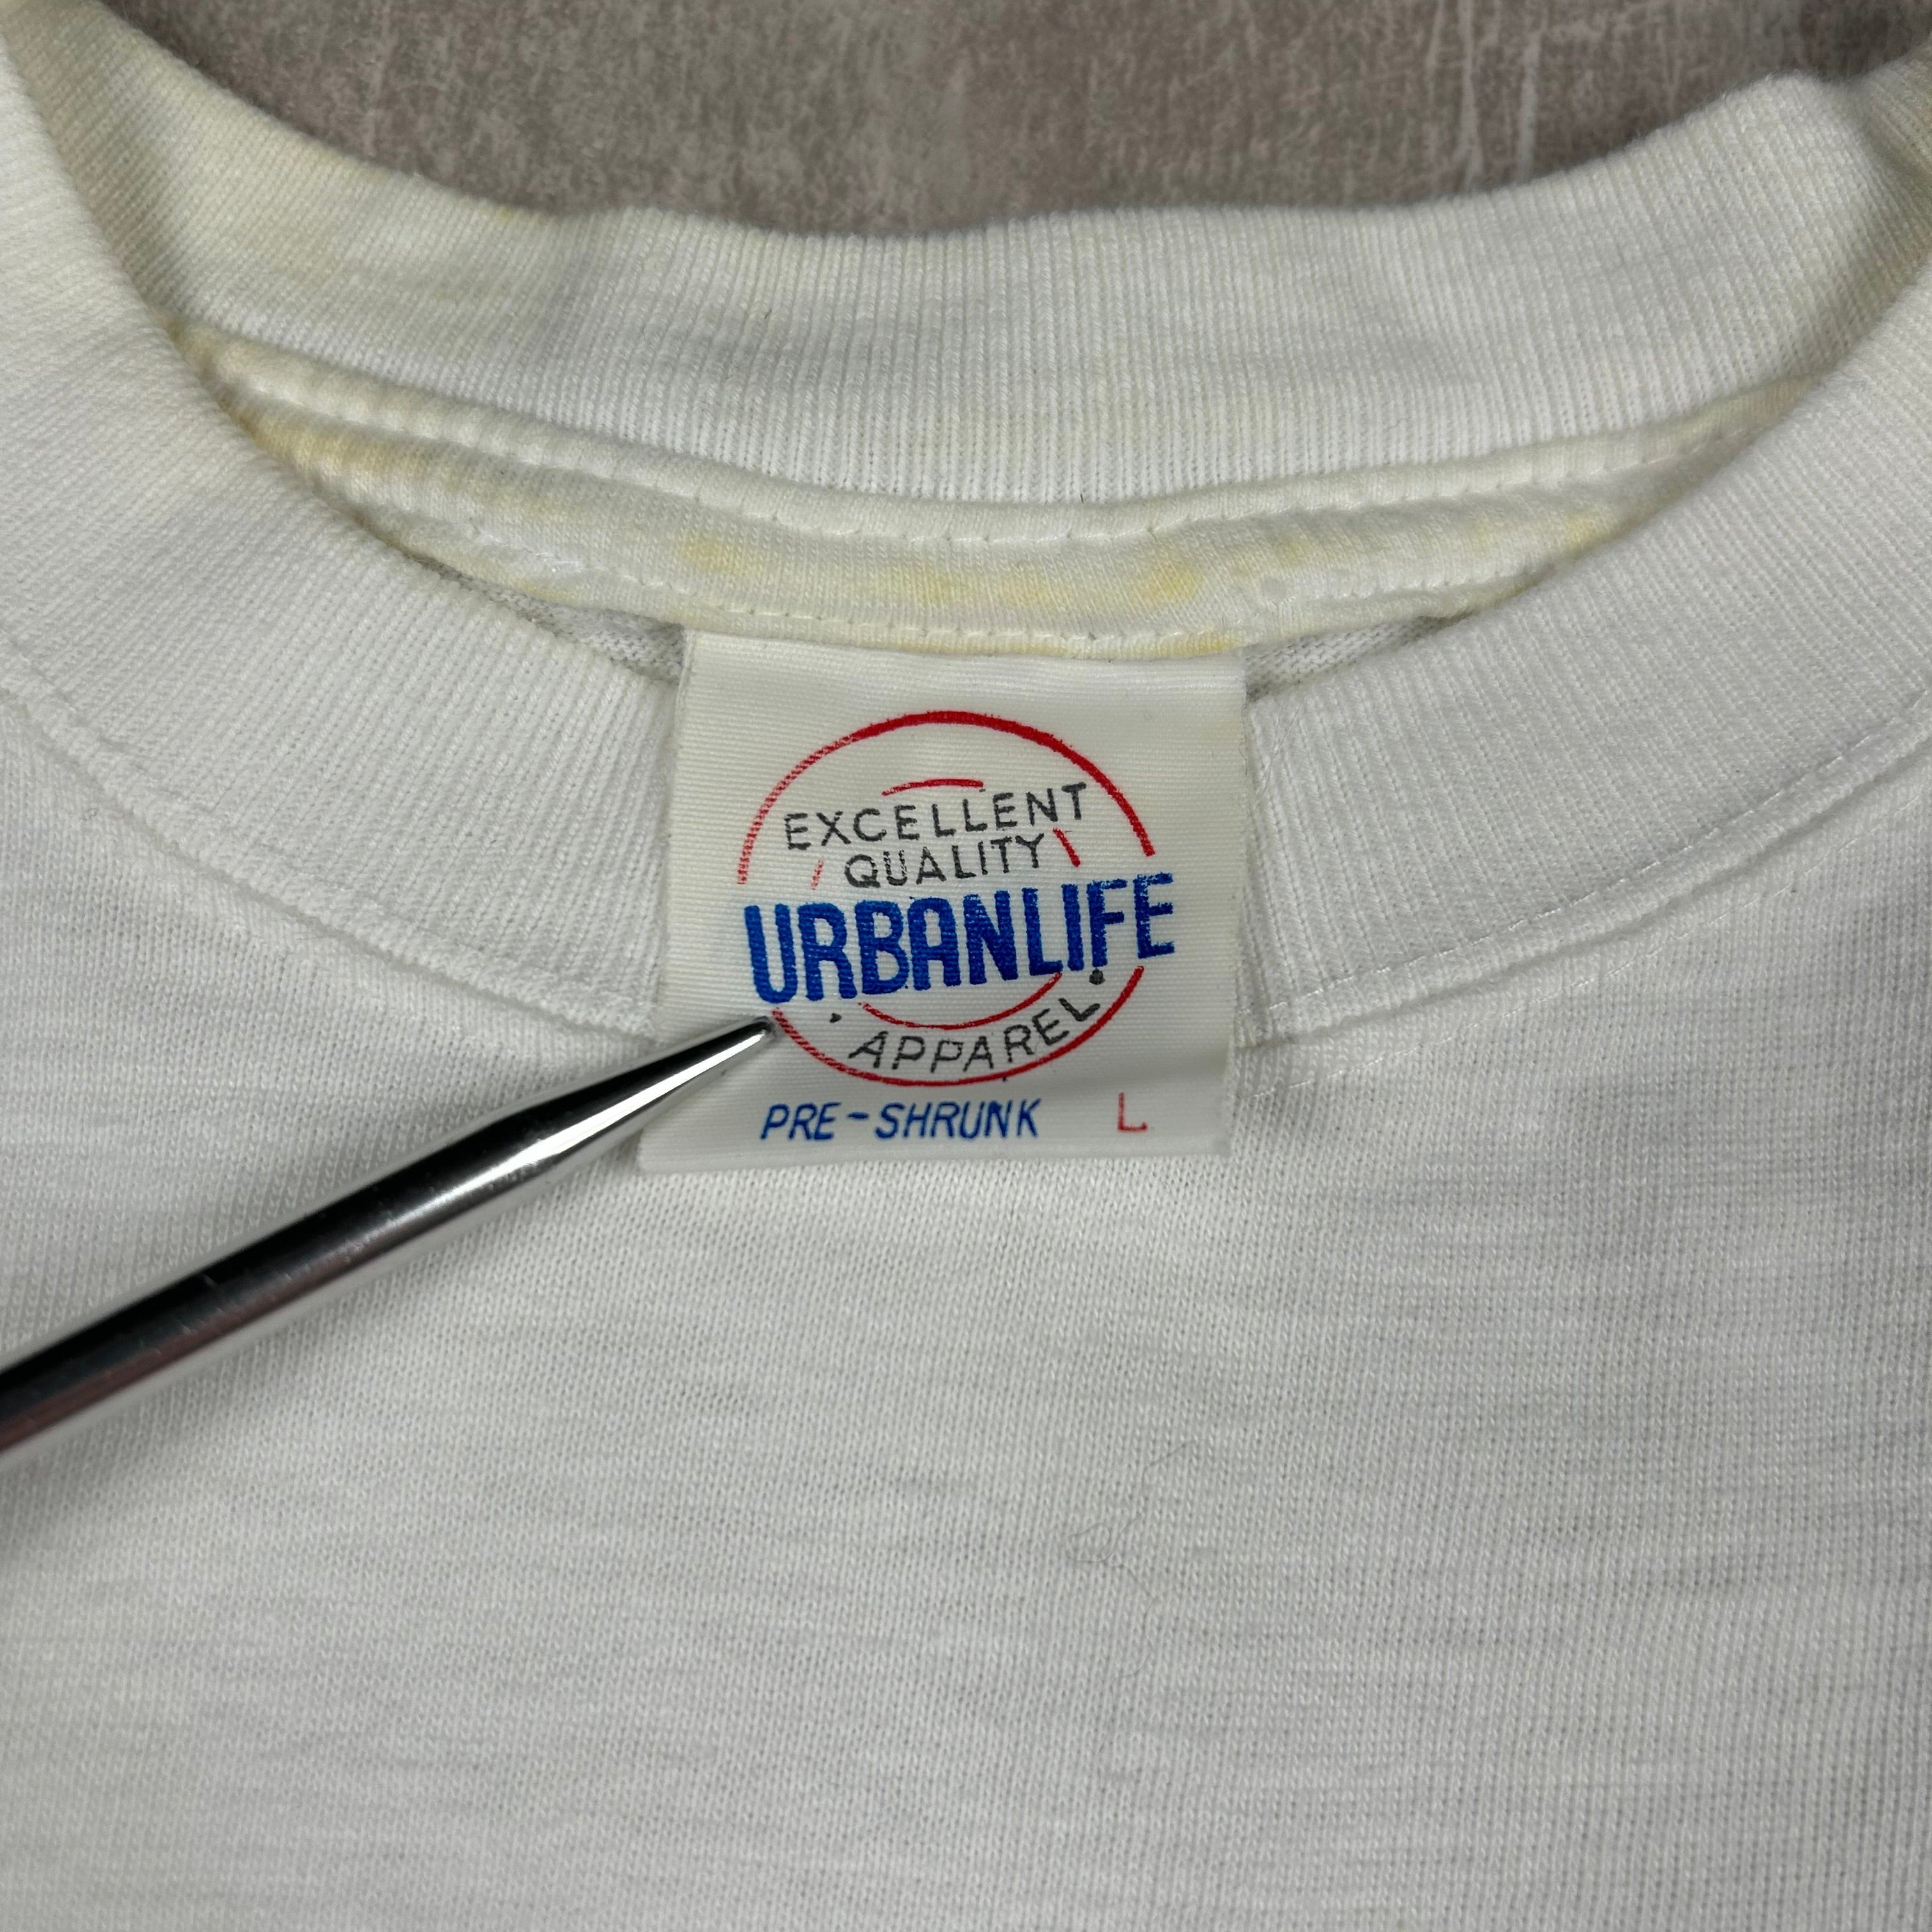 EXCELLENT
QUALITY
URBANLIFE
• APPAREL •
PRE-SHRUNK L